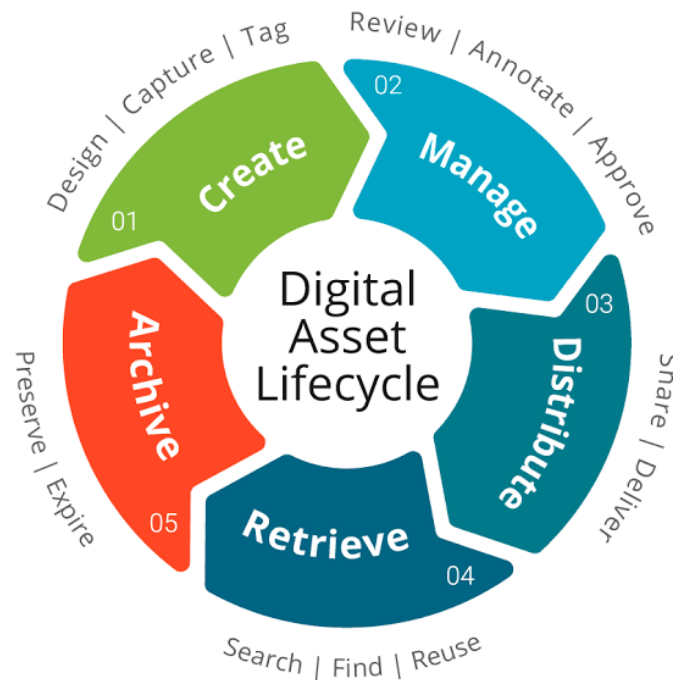 Digital
Asset
Lifecycle
Design | Capture | Tag
01
Create
Review | Annotate | Approve
02
Manage
03
Distribute
Share | Deliver
04
Retrieve
Search | Find | Reuse
05
Archive
Preserve | Expire